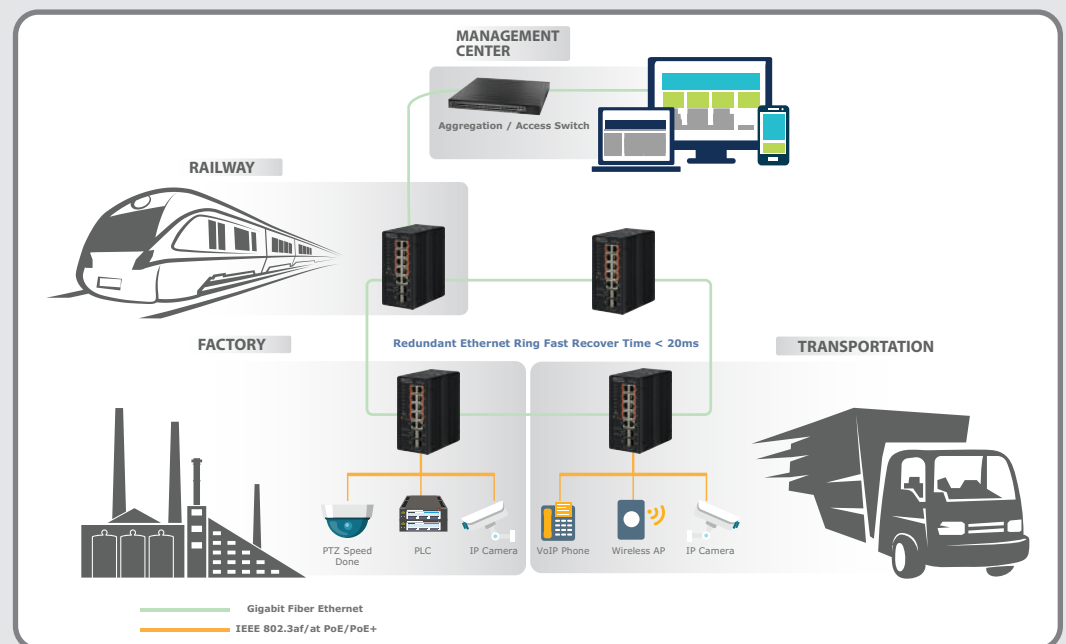 MANAGEMENT
CENTER
Aggregation / Access Switch
RAILWAY
FACTORY
Redundant Ethernet Ring Fast Recover Time < 20ms
TRANSPORTATION
PTZ Speed
Done
PLC
IP Camera
VoIP Phone
Wireless AP
IP Camera
Gigabit Fiber Ethernet
IEEE 802.3af/at PoE/PoE+